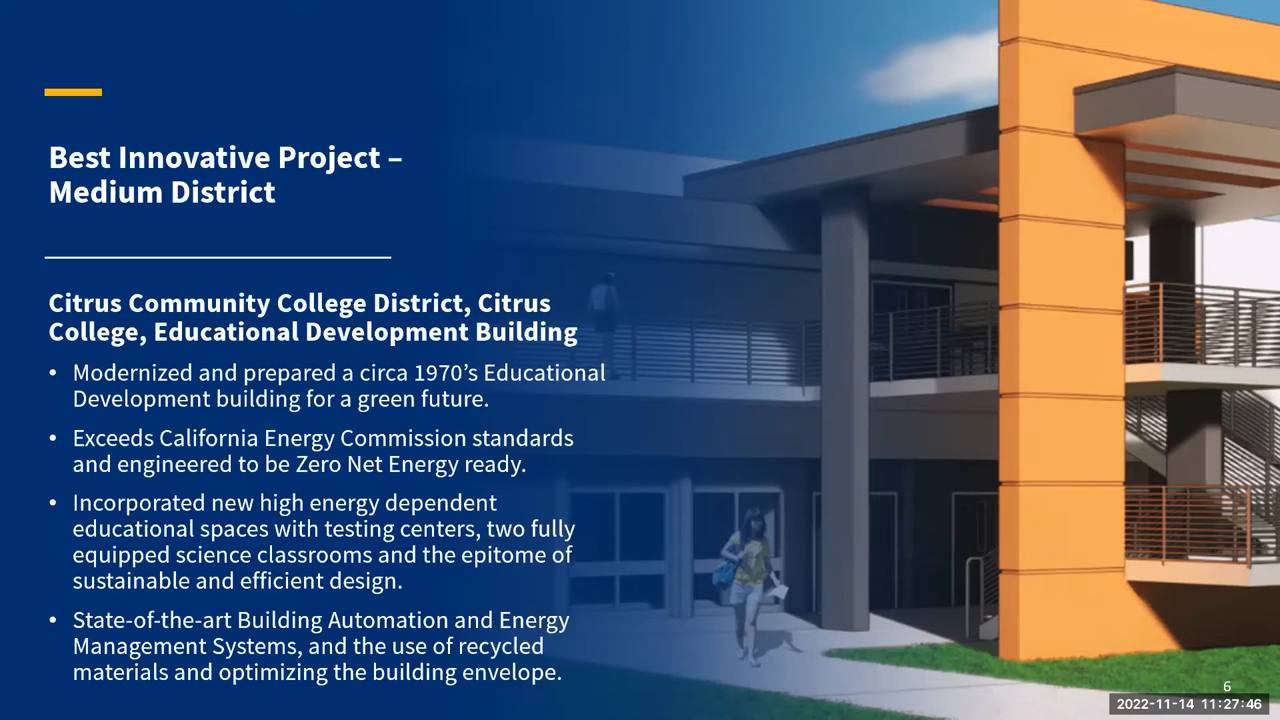 Best Innovative Project –
Medium District
Citrus Community College District, Citrus
College, Educational Development Building
• Modernized and prepared a circa 1970’s Educational
Development building for a green future.
• Exceeds California Energy Commission standards
and engineered to be Zero Net Energy ready.
• Incorporated new high energy dependent
educational spaces with testing centers, two fully
equipped science classrooms and the epitome of
sustainable and efficient design.
• State-of-the-art Building Automation and Energy
Management Systems, and the use of recycled
materials and optimizing the building envelope.
6
2022-11-14 11:27:46